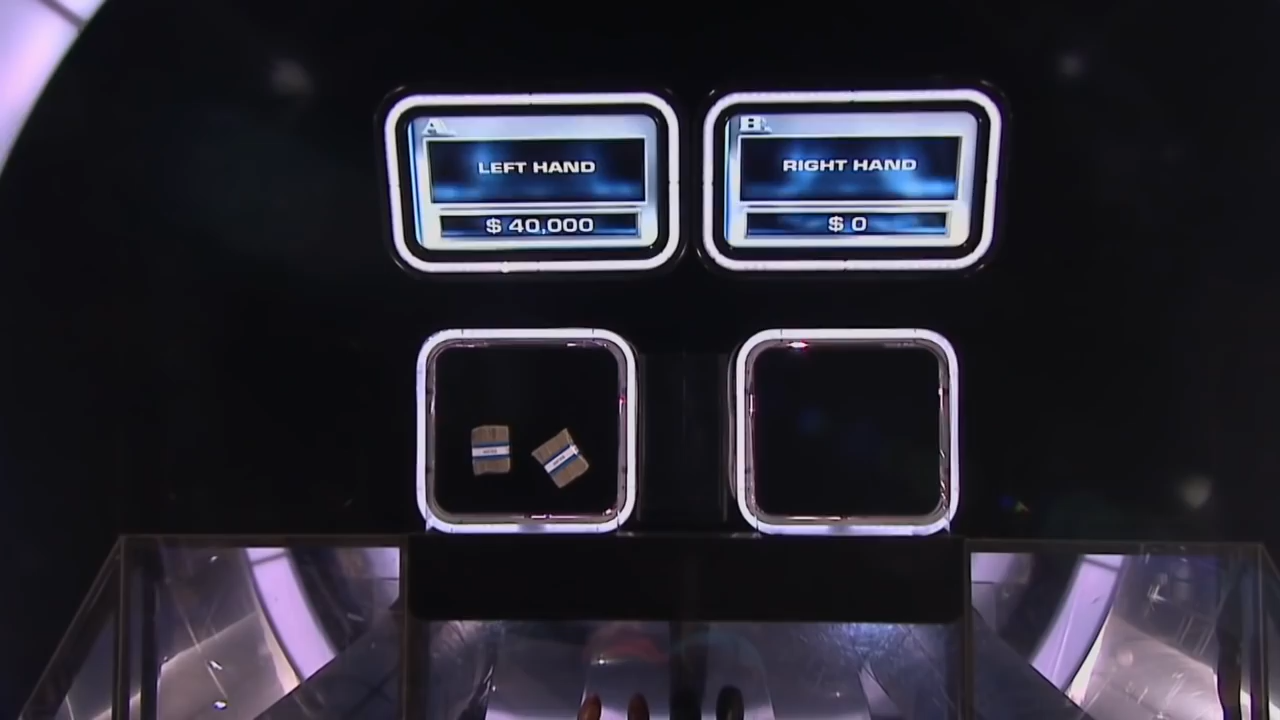 A.
LEFT HAND
$ 40,000
B.
RIGHT HAND
$ 0